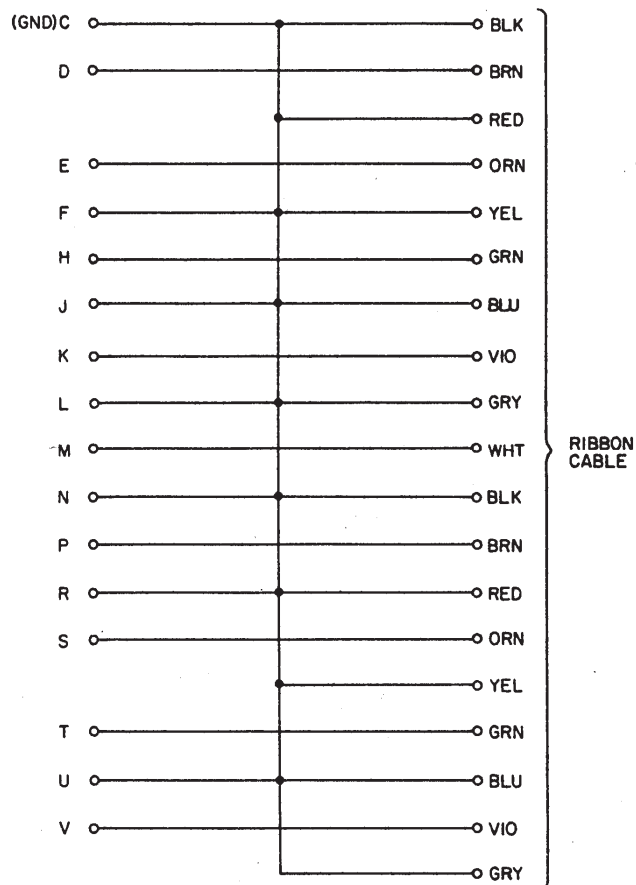 (GND)C BLK
D BRN
RED
E ORN
F YEL
H GRN
J BLU
K VIO
L GRY
M WHT
RIBBON
CABLE
N BLK
P BRN
R RED
S ORN
YEL
T GRN
U BLU
V VIO
GRY